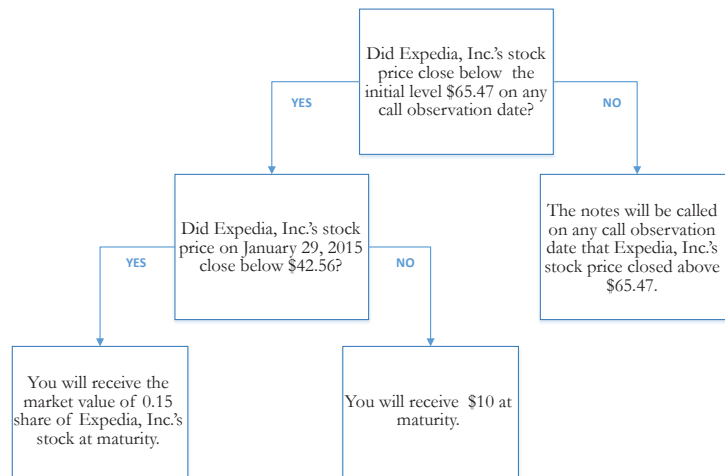 Did Expedia, Inc.'s stock
price close below the
initial level $65.47 on any
call observation date?
YES
NO
Did Expedia, Inc.'s stock
price on January 29, 2015
close below $42.56?
The notes will be called
on any call observation
date that Expedia, Inc.'s
stock price closed above
$65.47.
YES
NO
You will receive the
market value of 0.15
share of Expedia, Inc.'s
stock at maturity.
You will receive $10 at
maturity.